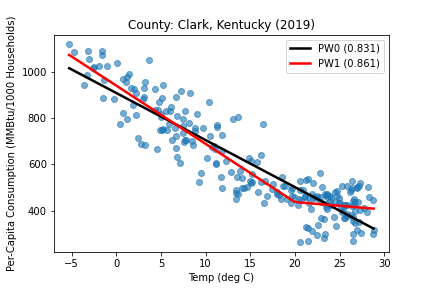 County: Clark, Kentucky (2019)
PW0 (0.831)
PW1 (0.861)
Per-Capita Consumption (MMBtu/1000 Households)
1000
800
600
400
−5 0 5 10 15 20 25 30
Temp (deg C)